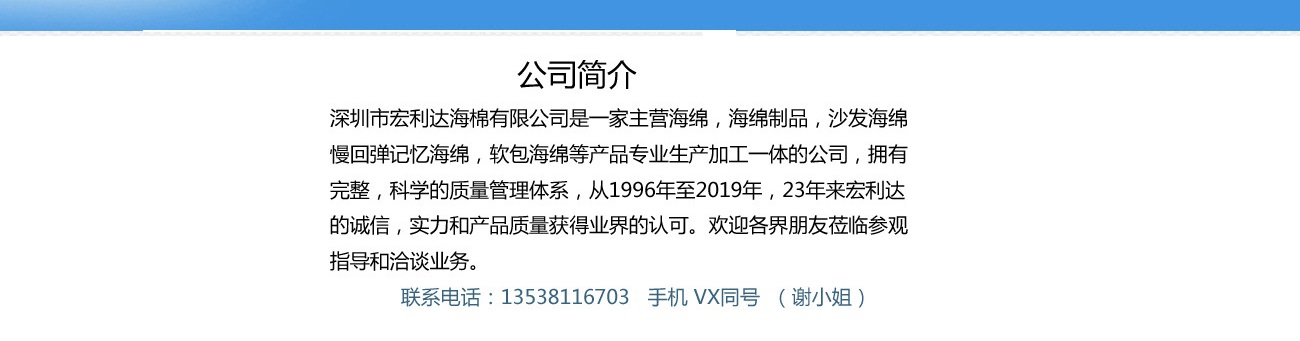 公司简介
深圳市宏利达海棉有限公司是一家主营海绵，海绵制品，沙发海绵
慢回弹记忆海绵，软包海绵等产品专业生产加工一体的公司，拥有
完整，科学的质量管理体系，从1996年至2019年，23年来宏利达
的诚信，实力和产品质量获得业界的认可。欢迎各界朋友莅临参观
指导和洽谈业务。
联系电话：13538116703 手机 VX同号 （谢小姐）